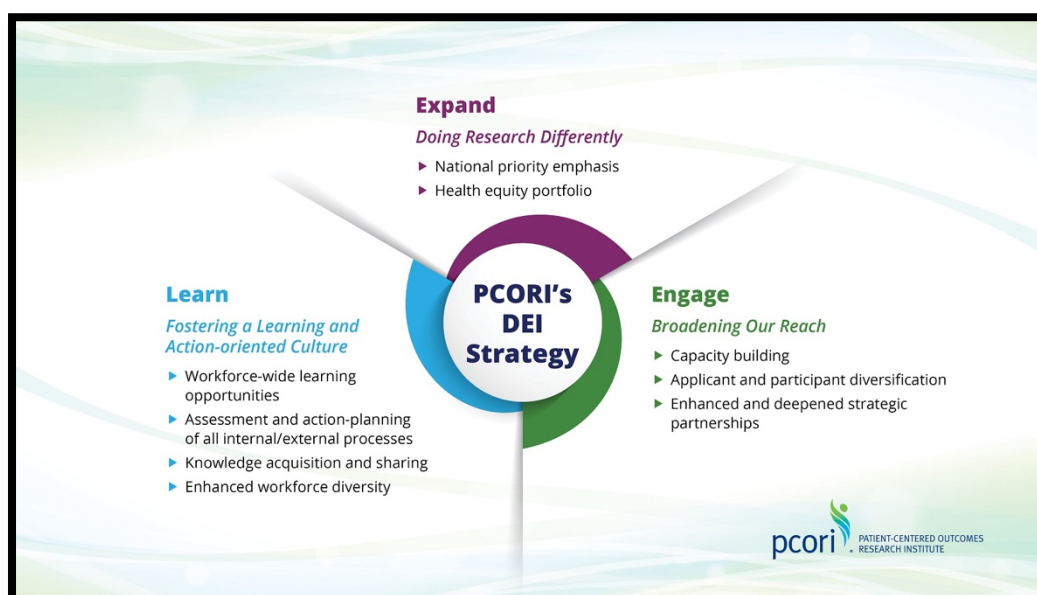 Expand
Doing Research Differently
National priority emphasis
Health equity portfolio
PCORI's
DEI
Strategy
Learn
Fostering a Learning and
Action-oriented Culture
Workforce-wide learning
opportunities
Assessment and action-planning
of all internal/external processes
Knowledge acquisition and sharing
Enhanced workforce diversity
Engage
Broadening Our Reach
Capacity building
Applicant and participant diversification
Enhanced and deepened strategic
partnerships
pcori
PATIENT-CENTERED OUTCOMES
RESEARCH INSTITUTE